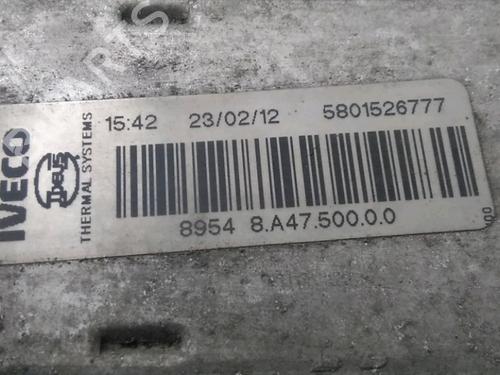 IVECO
THERMAL SYSTEMS
15:42 23/02/12 5801526777
8954 8.A47.500.0.0